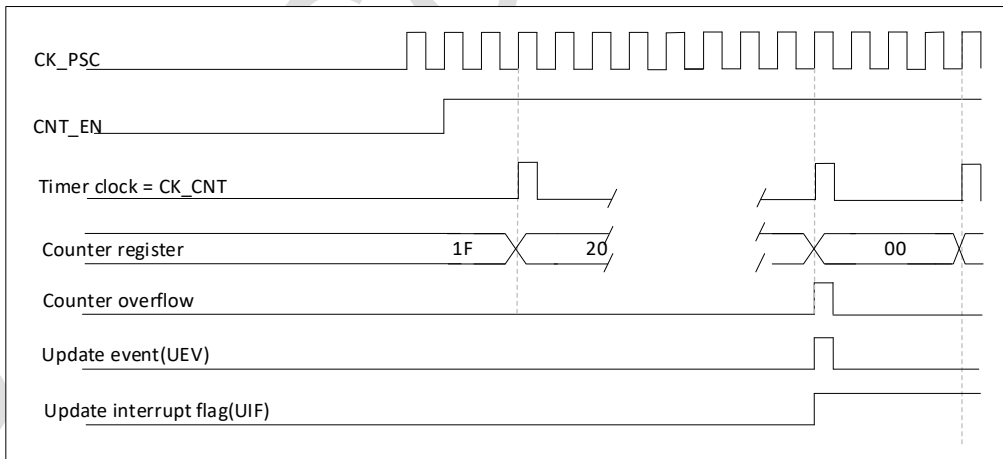 CK_PSC
CNT_EN
Timer clock = CK_CNT
Counter register 1F 20 00
Counter overflow
Update event(UEV)
Update interrupt flag(UIF)